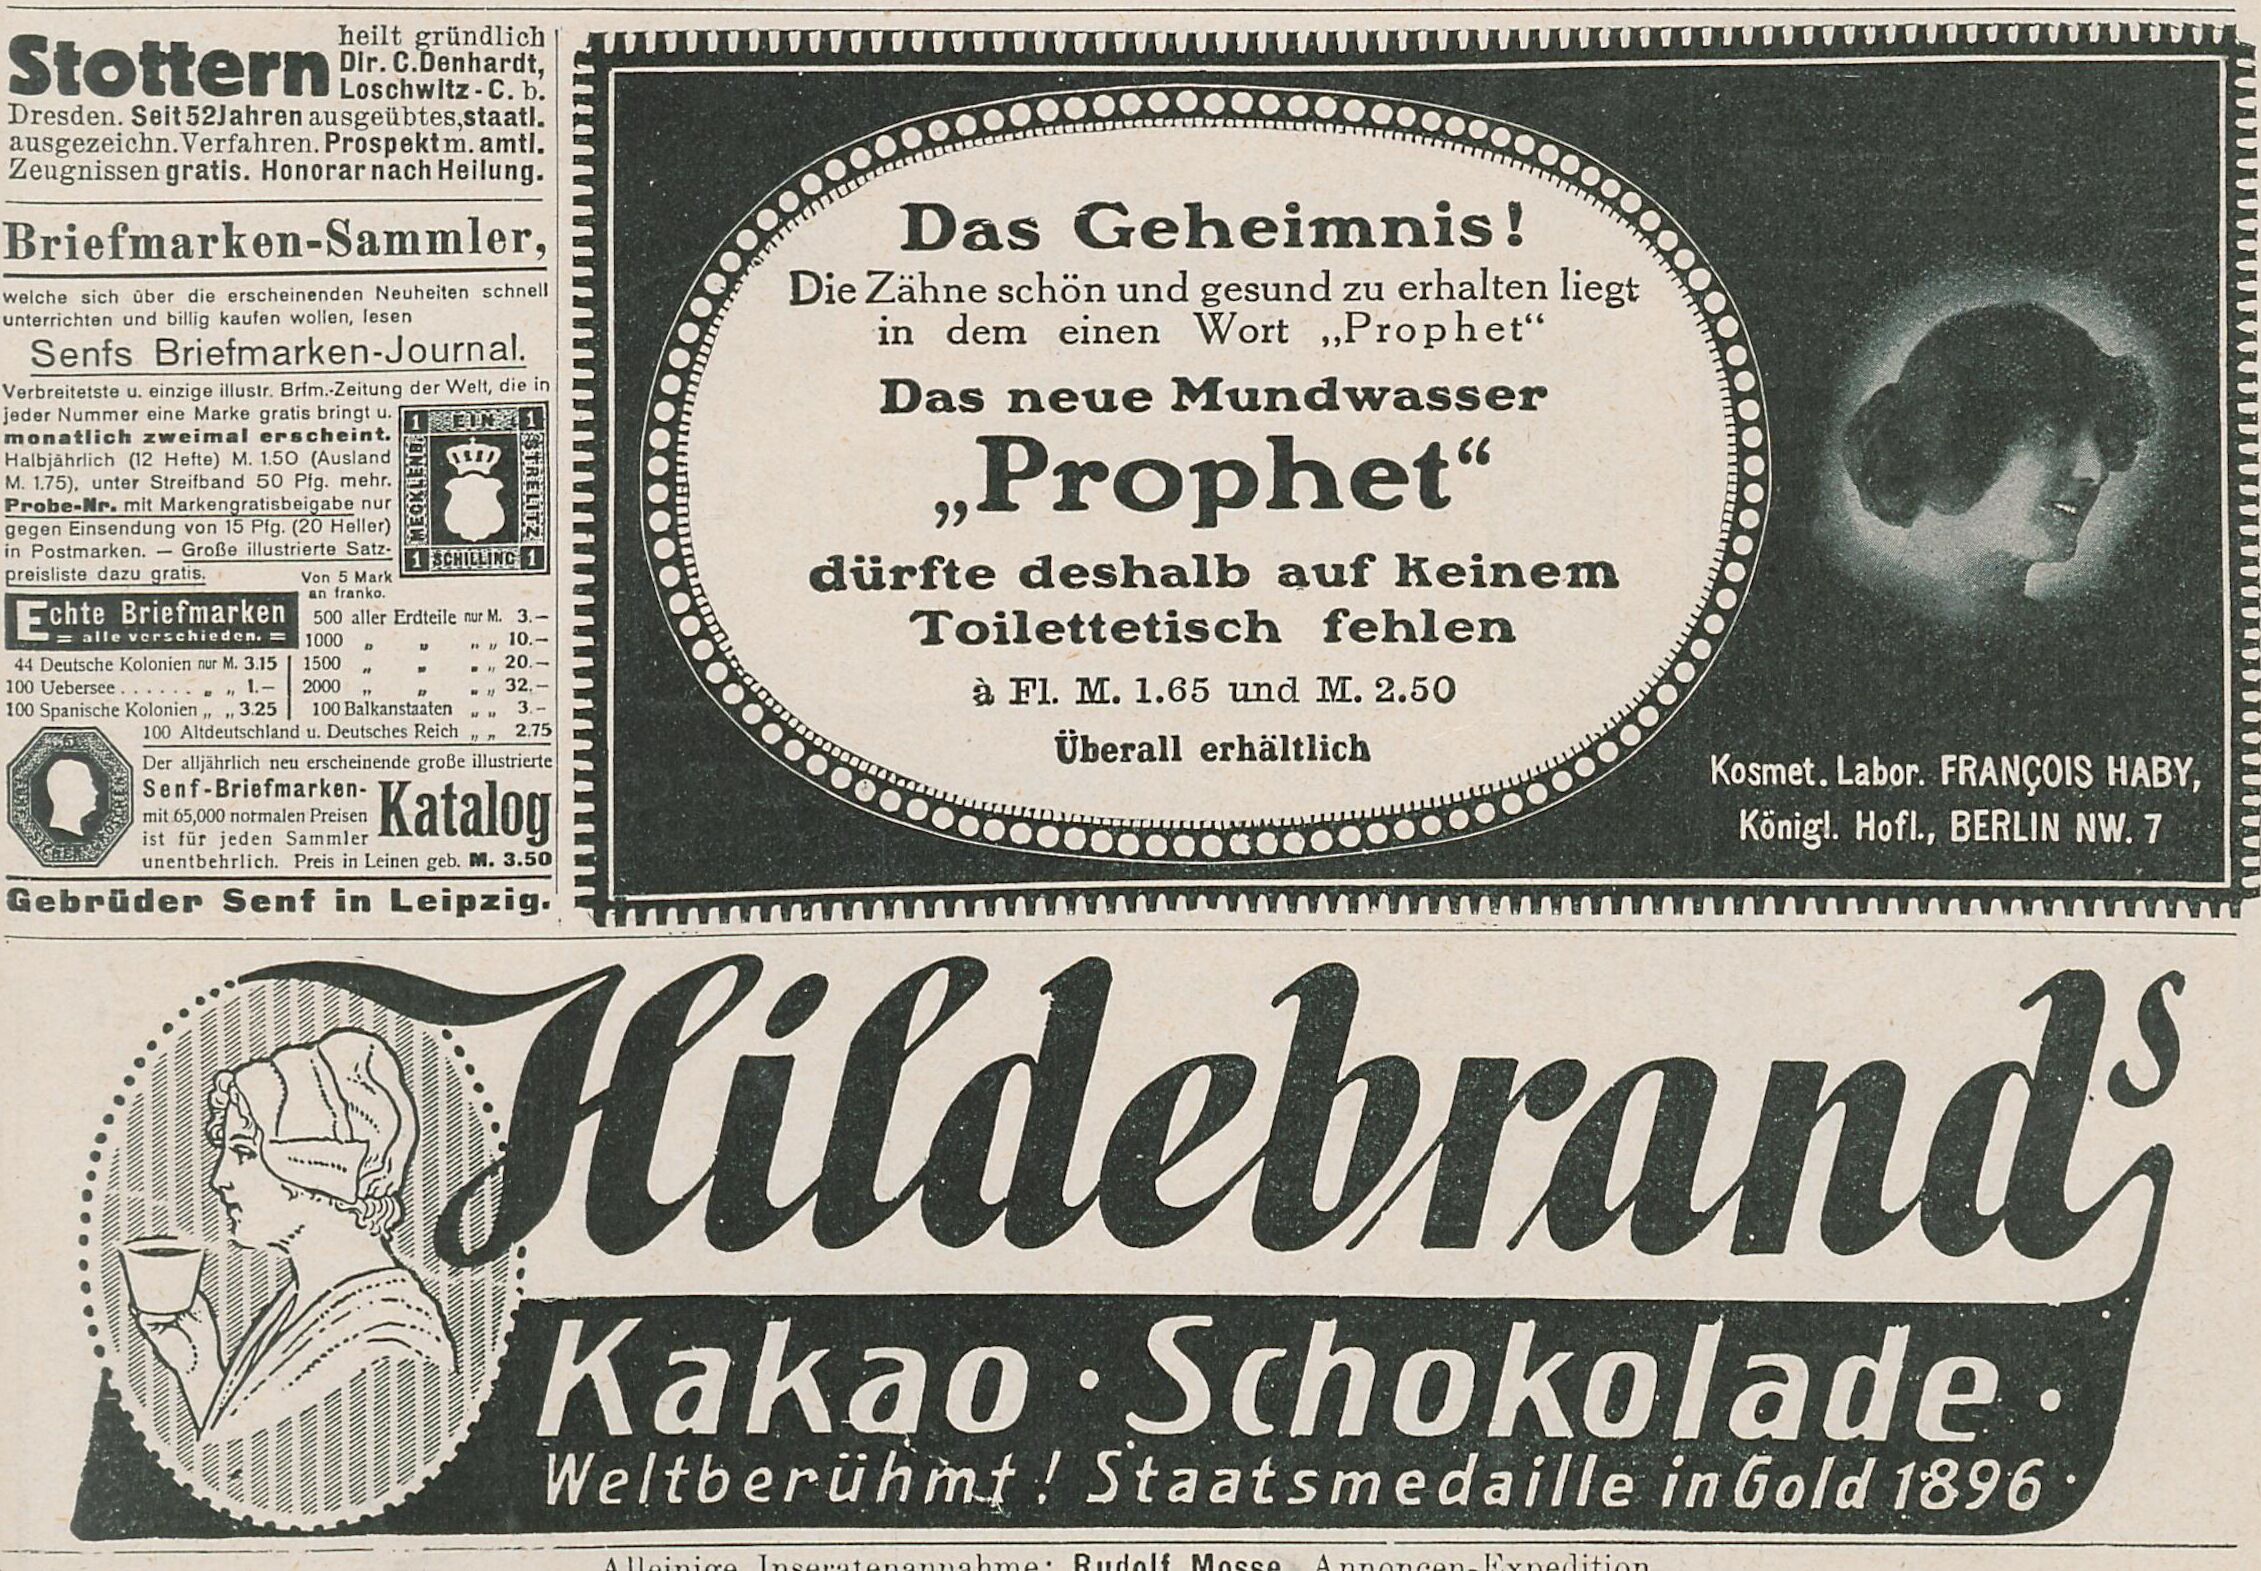 Stottern heilt gründlich
Dir. C. Denhardt,
Loschwitz-C. b.
Dresden. Seit 52 Jahren ausgeübtes, staatl.
ausgezeichn. Verfahren. Prospekt m. amtl.
Zeugnissen gratis. Honorar nach Heilung.
Briefmarken-Sammler,
welche sich über die erscheinenden Neuheiten schnell
unterrichten und billig kaufen wollen, lesen
Senfs Briefmarken-Journal.
Verbreitetste u. einzige illustr. Brfm.-Zeitung der Welt, die in
jeder Nummer eine Marke gratis bringt u.
monatlich zweimal erscheint.
Halbjährlich (12 Hefte) M. 1.50 (Ausland
M. 1.75), unter Streifband 50 Pfg. mehr.
Probe-Nr. mit Markengratisbeigabe nur
gegen Einsendung von 15 Pfg. (20 Heller)
in Postmarken. — Große illustrierte Satz-
preisliste dazu gratis.
1 EIN 1
MECKLENB
STRELITZ
1 SCHILLING 1
Von 5 Mark
an franko.
Echte Briefmarken
= alle verschieden. =
500 aller Erdteile nur M. 3.—
1000 „ „ „ „ 10.—
1500 „ „ „ „ 20.—
2000 „ „ „ „ 32.—
100 Balkanstaaten „ „ 3.—
44 Deutsche Kolonien nur M. 3.15
100 Uebersee . . . . . . „ „ 1.—
100 Spanische Kolonien „ „ 3.25
100 Altdeutschland u. Deutsches Reich „ „ 2.75
Der alljährlich neu erscheinende große illustrierte
Senf-Briefmarken-
Katalog
mit 65,000 normalen Preisen
ist für jeden Sammler
unentbehrlich. Preis in Leinen geb. M. 3.50
Gebrüder Senf in Leipzig.
Das Geheimnis!
Die Zähne schön und gesund zu erhalten liegt
in dem einen Wort „Prophet“
Das neue Mundwasser
„Prophet“
dürfte deshalb auf keinem
Toilettetisch fehlen
à Fl. M. 1.65 und M. 2.50
Überall erhältlich
Kosmet. Labor. FRANÇOIS HABY,
Königl. Hofl., BERLIN NW. 7
Hildebrands
Kakao · Schokolade ·
Weltberühmt! Staatsmedaille in Gold 1896 ·
Alleinige Inseratenannahme: Rudolf Mosse, Annoncen-Expedition